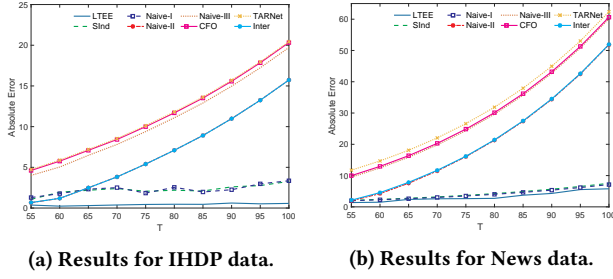 LTEE Naive-I Naive-III TARNet
SInd Naive-II CFO Inter
25
20
15
10
5
0
Absolute Error
55 60 65 70 75 80 85 90 95 100
T
(a) Results for IHDP data.
LTEE Naive-I Naive-III TARNet
SInd Naive-II CFO Inter
60
50
40
30
20
10
0
Absolute Error
55 60 65 70 75 80 85 90 95 100
T
(b) Results for News data.